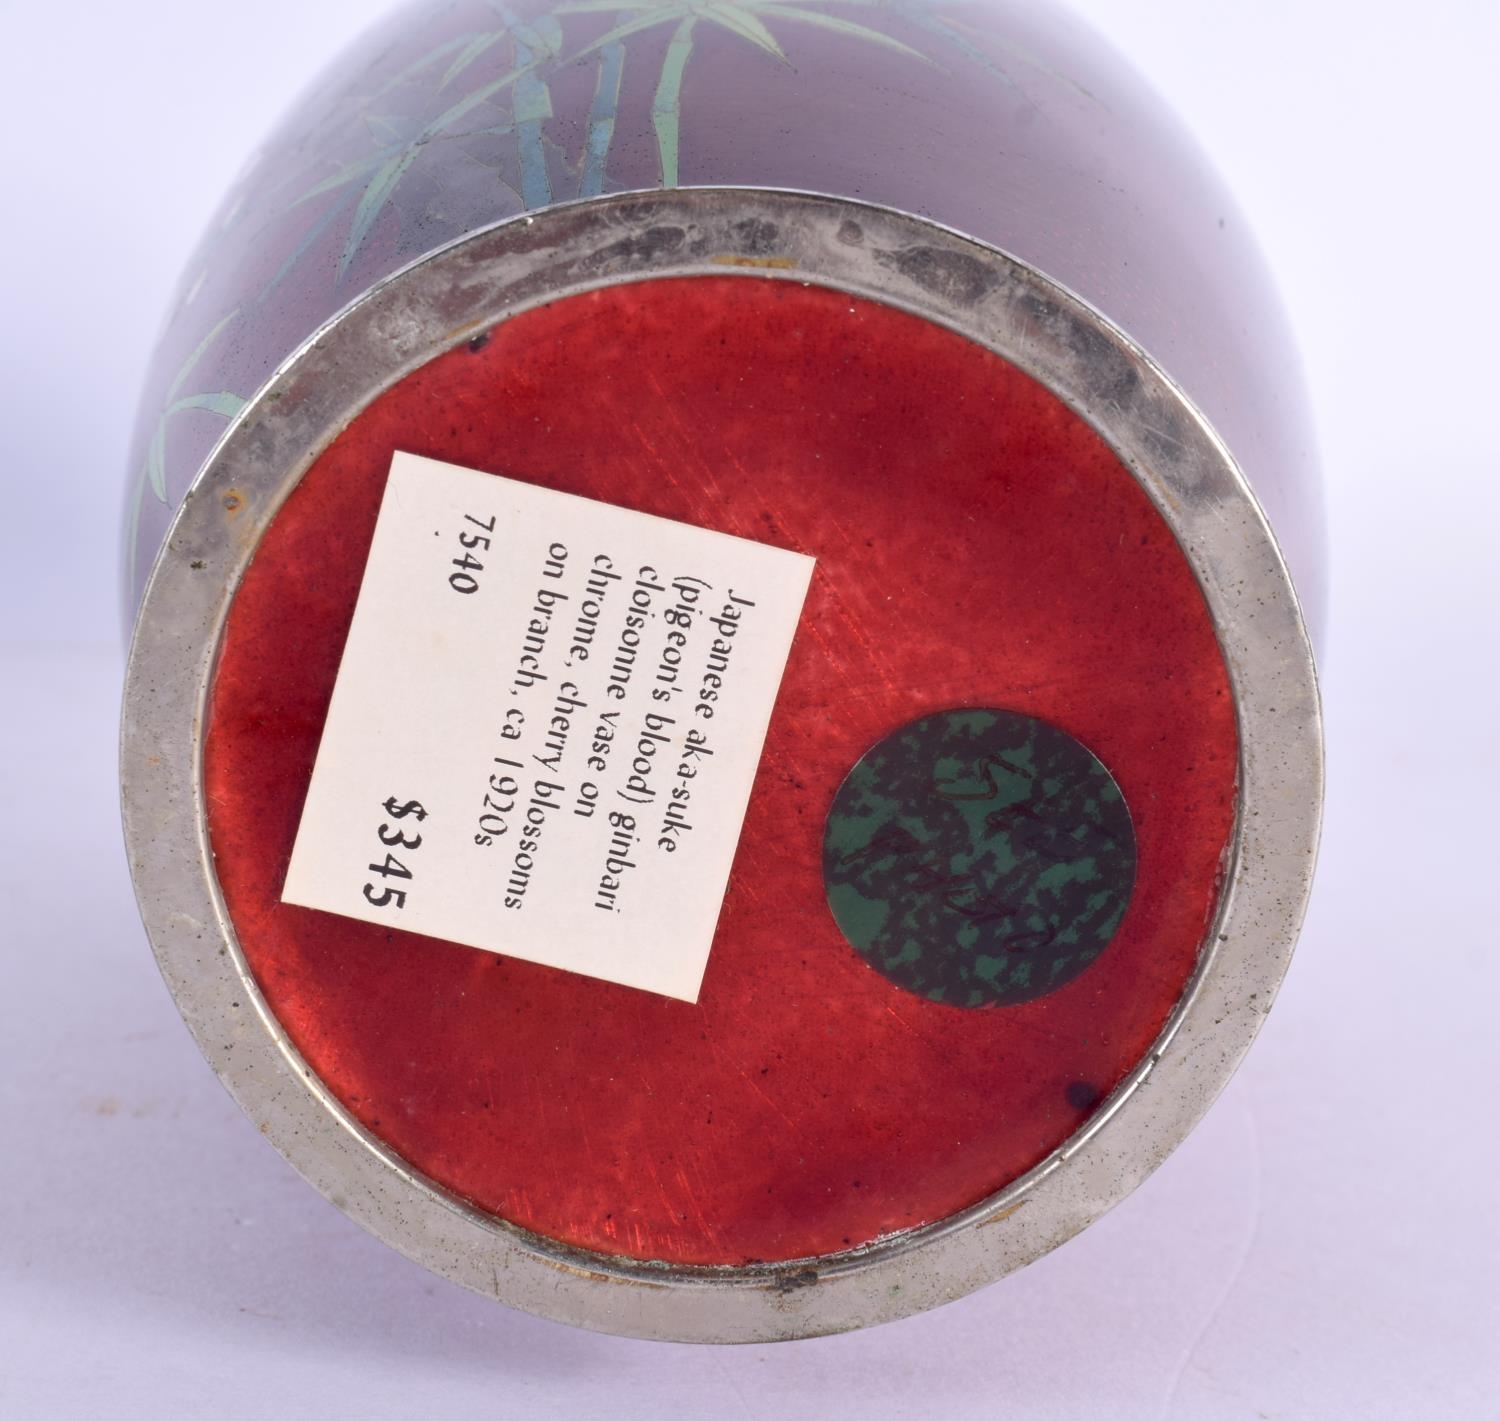 Japanese aka-suke
(pigeon's blood) ginbari
cloisonne vase on
chrome, cherry blossoms
on branch, ca 1920s
7540
$345